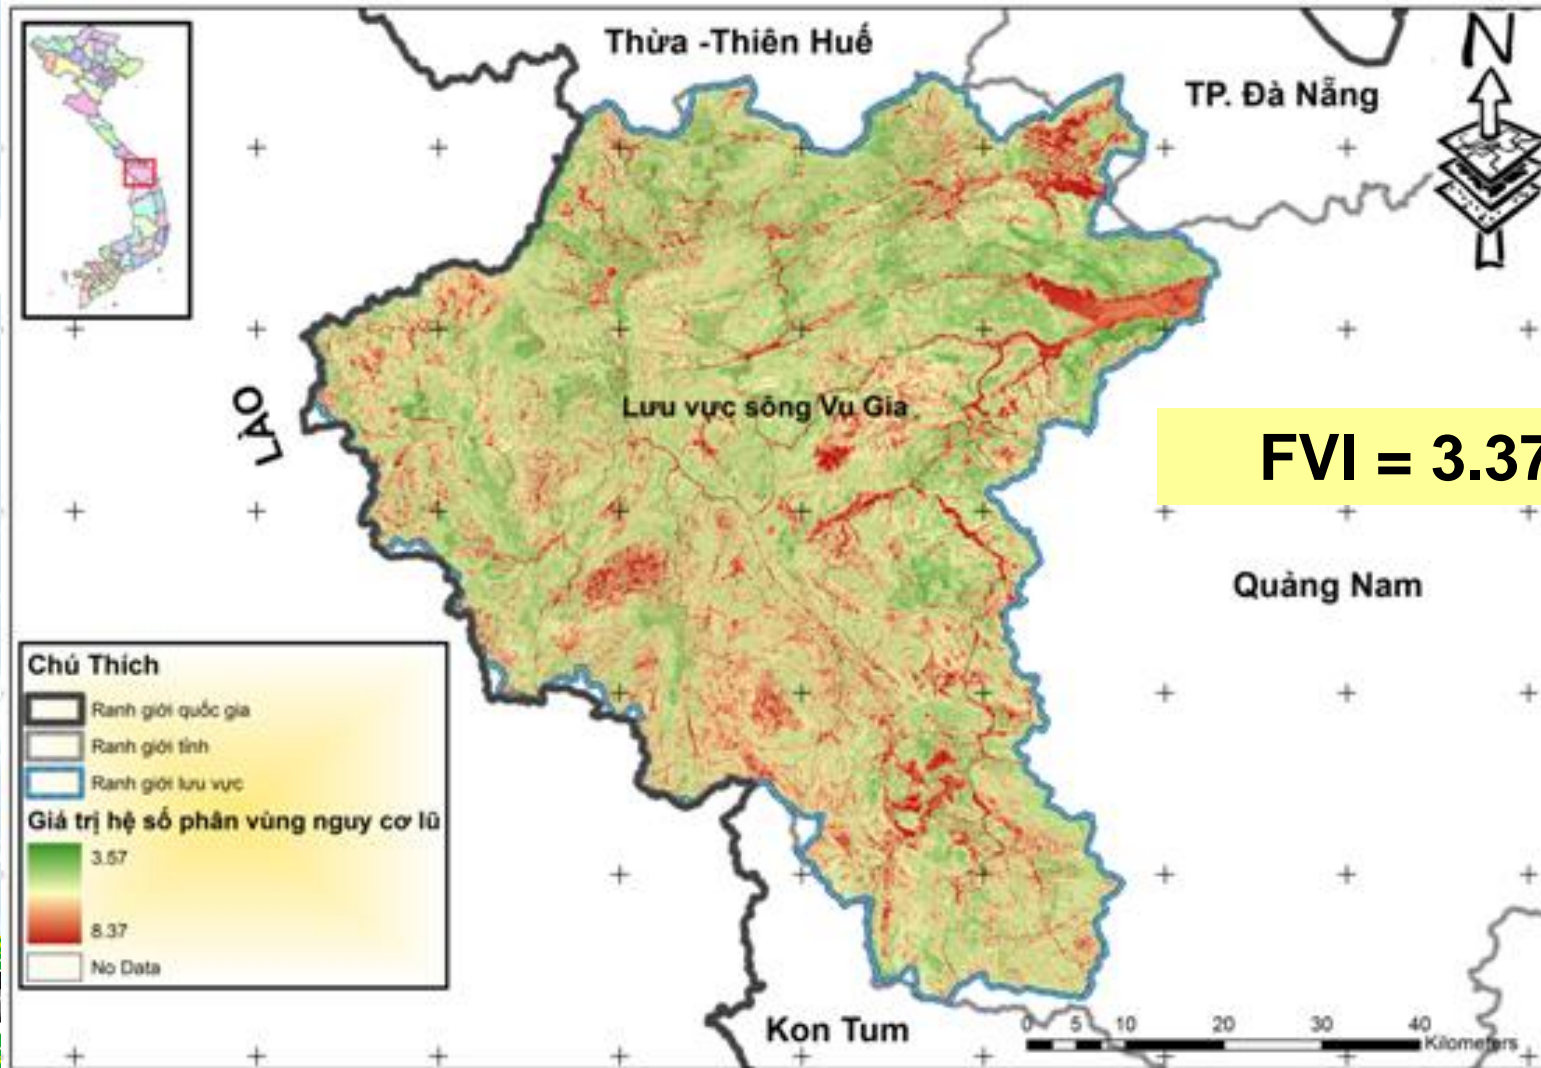 Thừa -Thiên Huế
N
TP. Đà Nẵng
LÀO
Lưu vực sông Vu Gia
FVI = 3.37
Quảng Nam
Chú Thích
Ranh giới quốc gia
Ranh giới tỉnh
Ranh giới lưu vực
Giá trị hệ số phân vùng nguy cơ lũ
3.57
8.37
No Data
Kon Tum
0 5 10 20 30 40
Kilometers